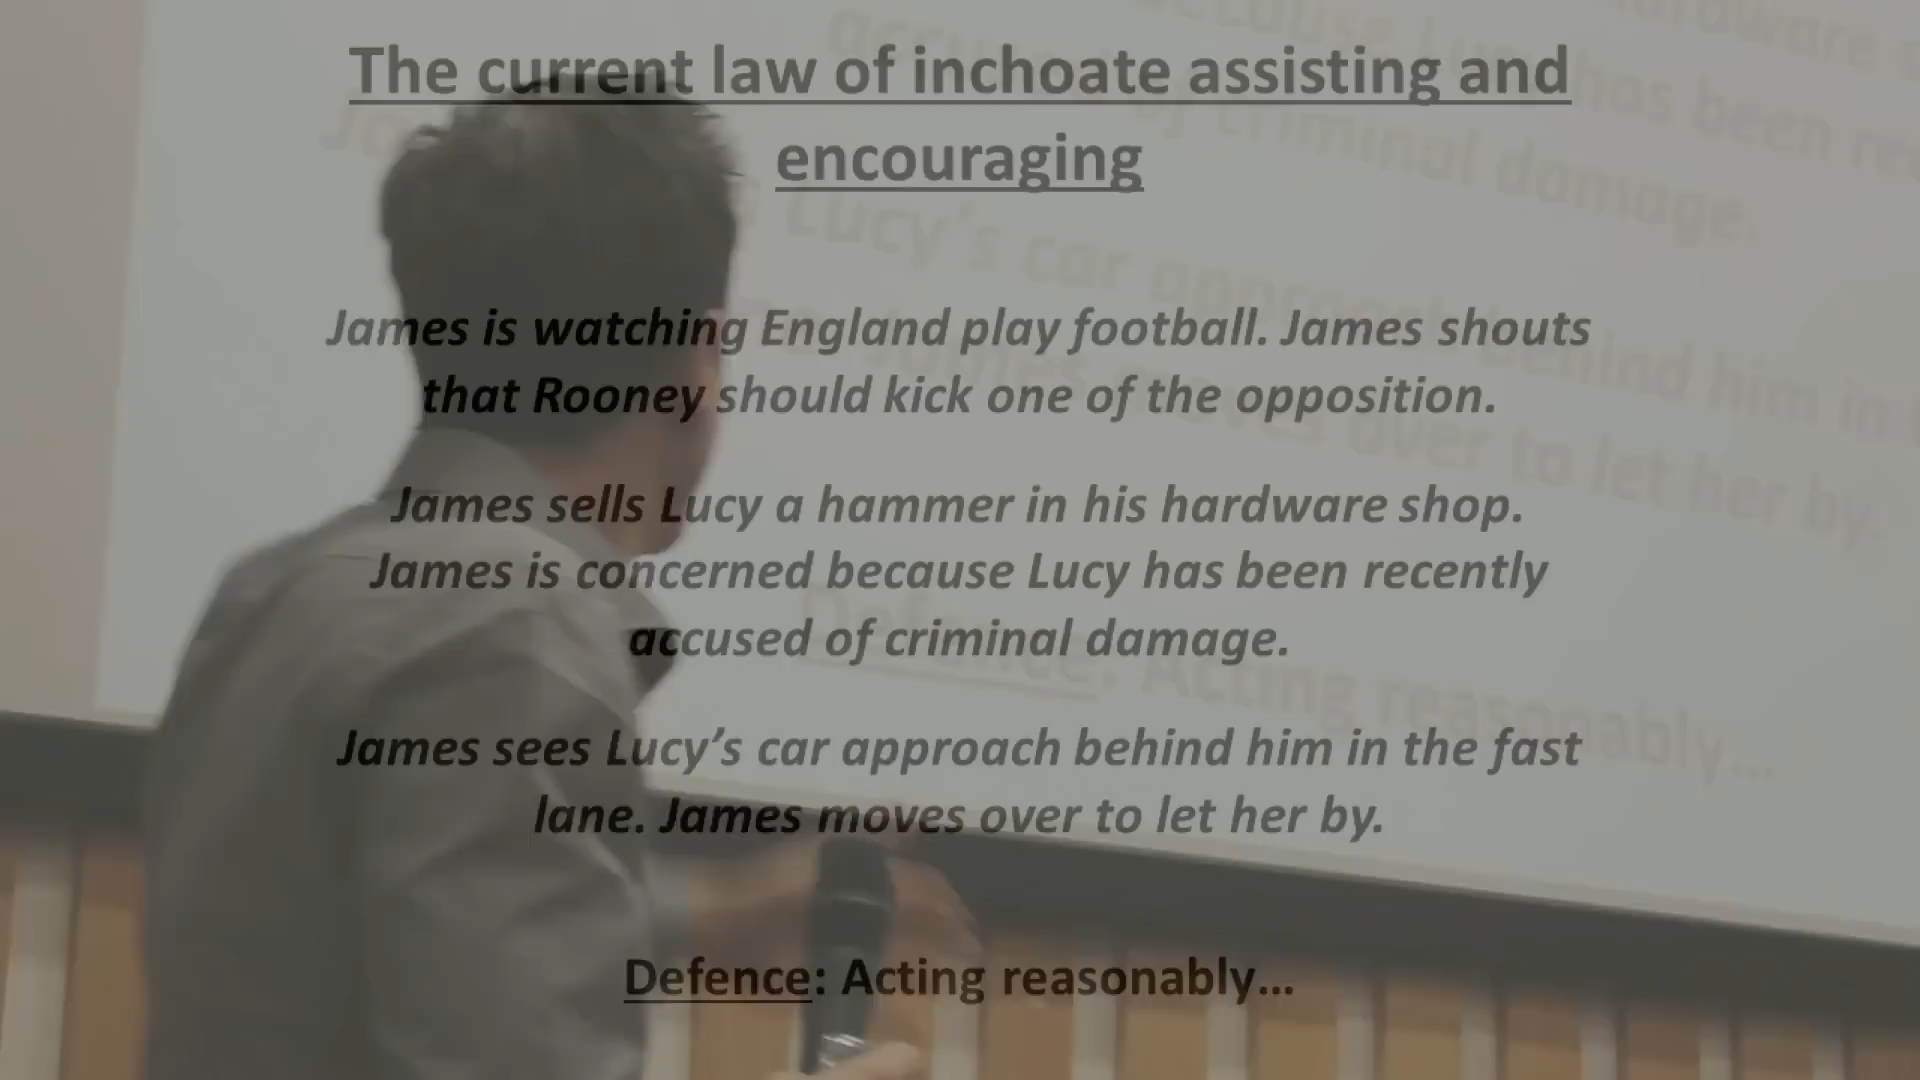 The current law of inchoate assisting and
encouraging
James is watching England play football. James shouts
that Rooney should kick one of the opposition.
James sells Lucy a hammer in his hardware shop.
James is concerned because Lucy has been recently
accused of criminal damage.
James sees Lucy’s car approach behind him in the fast
lane. James moves over to let her by.
Defence: Acting reasonably…